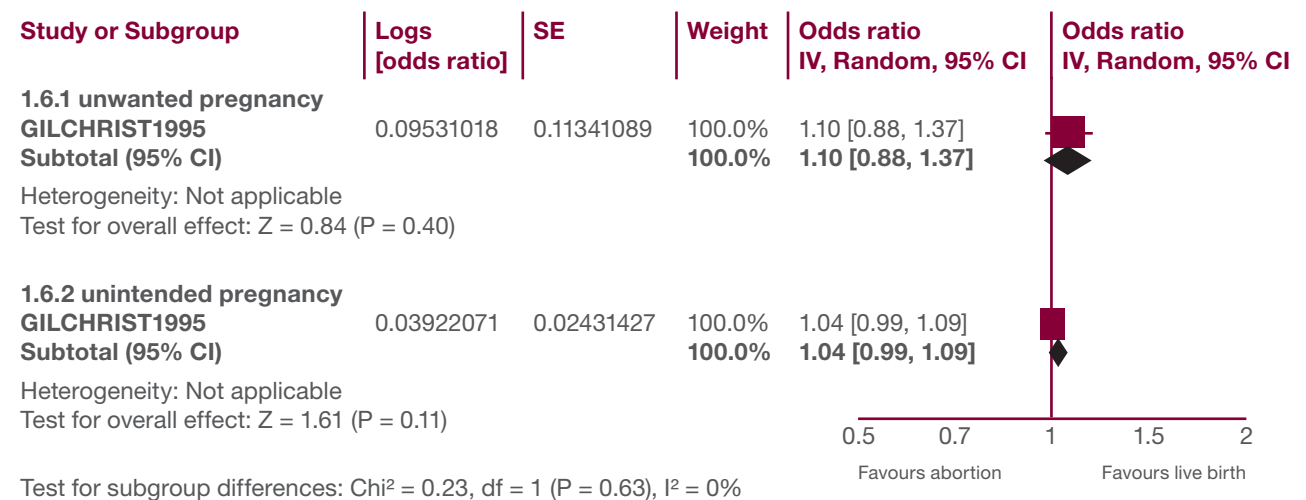 Study or Subgroup Logs SE Weight Odds ratio Odds ratio
[odds ratio] IV, Random, 95% CI IV, Random, 95% CI
1.6.1 unwanted pregnancy
GILCHRIST1995 0.09531018 0.11341089 100.0% 1.10 [0.88, 1.37]
Subtotal (95% CI) 100.0% 1.10 [0.88, 1.37]
Heterogeneity: Not applicable
Test for overall effect: Z = 0.84 (P = 0.40)
1.6.2 unintended pregnancy
GILCHRIST1995 0.03922071 0.02431427 100.0% 1.04 [0.99, 1.09]
Subtotal (95% CI) 100.0% 1.04 [0.99, 1.09]
Heterogeneity: Not applicable
Test for overall effect: Z = 1.61 (P = 0.11)
0.5 0.7 1 1.5 2
Favours abortion Favours live birth
Test for subgroup differences: Chi² = 0.23, df = 1 (P = 0.63), I² = 0%